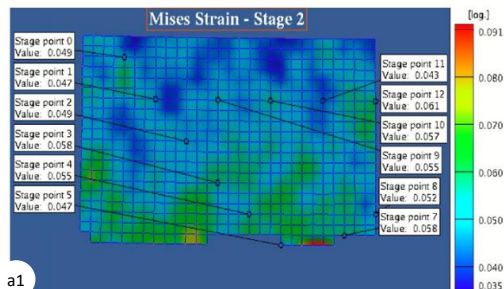 Mises Strain - Stage 2
[log.]
0.091
0.080
0.070
0.060
0.050
0.040
0.035
Stage point 0
Value: 0.049
Stage point 1
Value: 0.047
Stage point 2
Value: 0.049
Stage point 3
Value: 0.058
Stage point 4
Value: 0.055
Stage point 5
Value: 0.047
Stage point 11
Value: 0.043
Stage point 12
Value: 0.061
Stage point 10
Value: 0.057
Stage point 9
Value: 0.055
Stage point 8
Value: 0.052
Stage point 7
Value: 0.058
a1